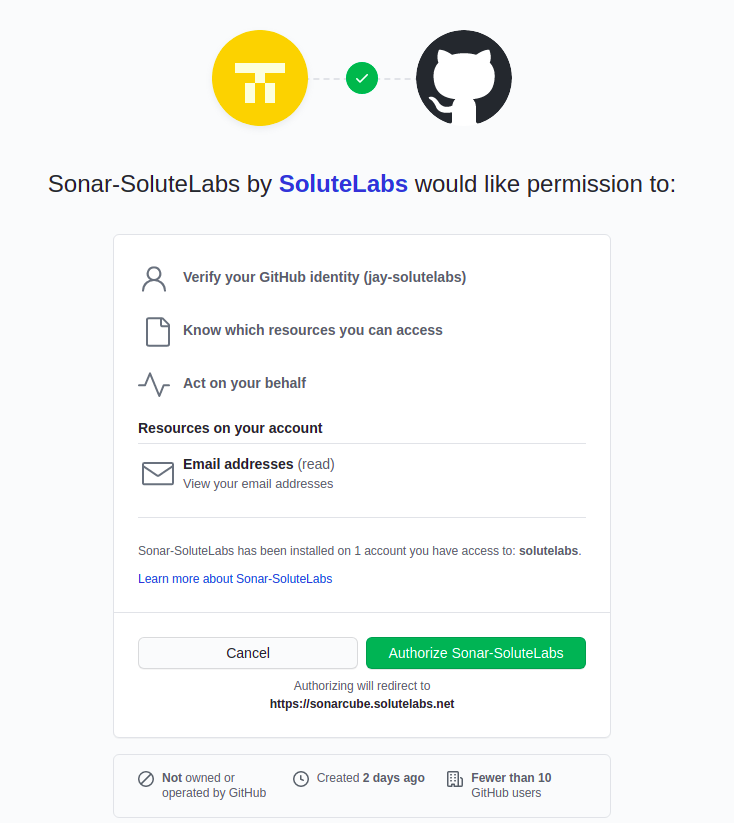 Sonar-SoluteLabs by SoluteLabs would like permission to:
Verify your GitHub identity (jay-solutelabs)
Know which resources you can access
Act on your behalf
Resources on your account
Email addresses (read)
View your email addresses
Sonar-SoluteLabs has been installed on 1 account you have access to: solutelabs.
Learn more about Sonar-SoluteLabs
Cancel
Authorize Sonar-SoluteLabs
Authorizing will redirect to
https://sonarcube.solutelabs.net
Not owned or
operated by GitHub
Created 2 days ago
Fewer than 10
GitHub users